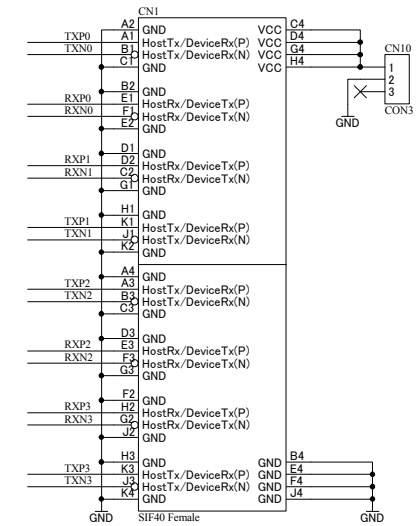 CN1
A2 GND VCC C4
TXP0 A1 HostTx/DeviceRx(P) VCC D4
TXN0 B1 HostTx/DeviceRx(N) VCC G4
C1 GND VCC H4
CN10
1
2
3
CON3
GND
B2 GND
RXP0 E1 HostRx/DeviceTx(P)
RXN0 F1 HostRx/DeviceTx(N)
E2 GND
D1 GND
RXP1 D2 HostRx/DeviceTx(P)
RXN1 C2 HostRx/DeviceTx(N)
G1 GND
H1 GND
TXP1 K1 HostTx/DeviceRx(P)
TXN1 J1 HostTx/DeviceRx(N)
K2 GND
A4 GND
TXP2 A3 HostTx/DeviceRx(P)
TXN2 B3 HostTx/DeviceRx(N)
C3 GND
D3 GND
RXP2 E3 HostRx/DeviceTx(P)
RXN2 F3 HostRx/DeviceTx(N)
G3 GND
F2 GND
RXP3 H2 HostRx/DeviceTx(P)
RXN3 G2 HostRx/DeviceTx(N)
J2 GND
H3 GND GND B4
TXP3 K3 HostTx/DeviceRx(P) GND E4
TXN3 J3 HostTx/DeviceRx(N) GND F4
K4 GND GND J4
GND SIF40 Female GND